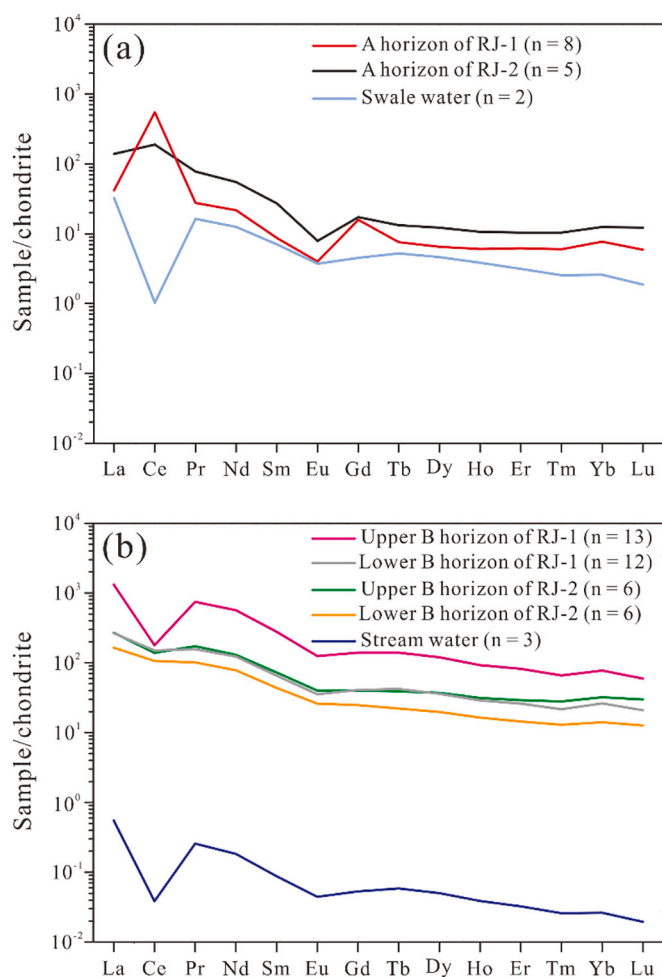 (a)
A horizon of RJ-1 (n = 8)
A horizon of RJ-2 (n = 5)
Swale water (n = 2)
Sample/chondrite
10^4
10^3
10^2
10^1
10^0
10^-1
10^-2
La Ce Pr Nd Sm Eu Gd Tb Dy Ho Er Tm Yb Lu
(b)
Upper B horizon of RJ-1 (n = 13)
Lower B horizon of RJ-1 (n = 12)
Upper B horizon of RJ-2 (n = 6)
Lower B horizon of RJ-2 (n = 6)
Stream water (n = 3)
Sample/chondrite
10^4
10^3
10^2
10^1
10^0
10^-1
10^-2
La Ce Pr Nd Sm Eu Gd Tb Dy Ho Er Tm Yb Lu